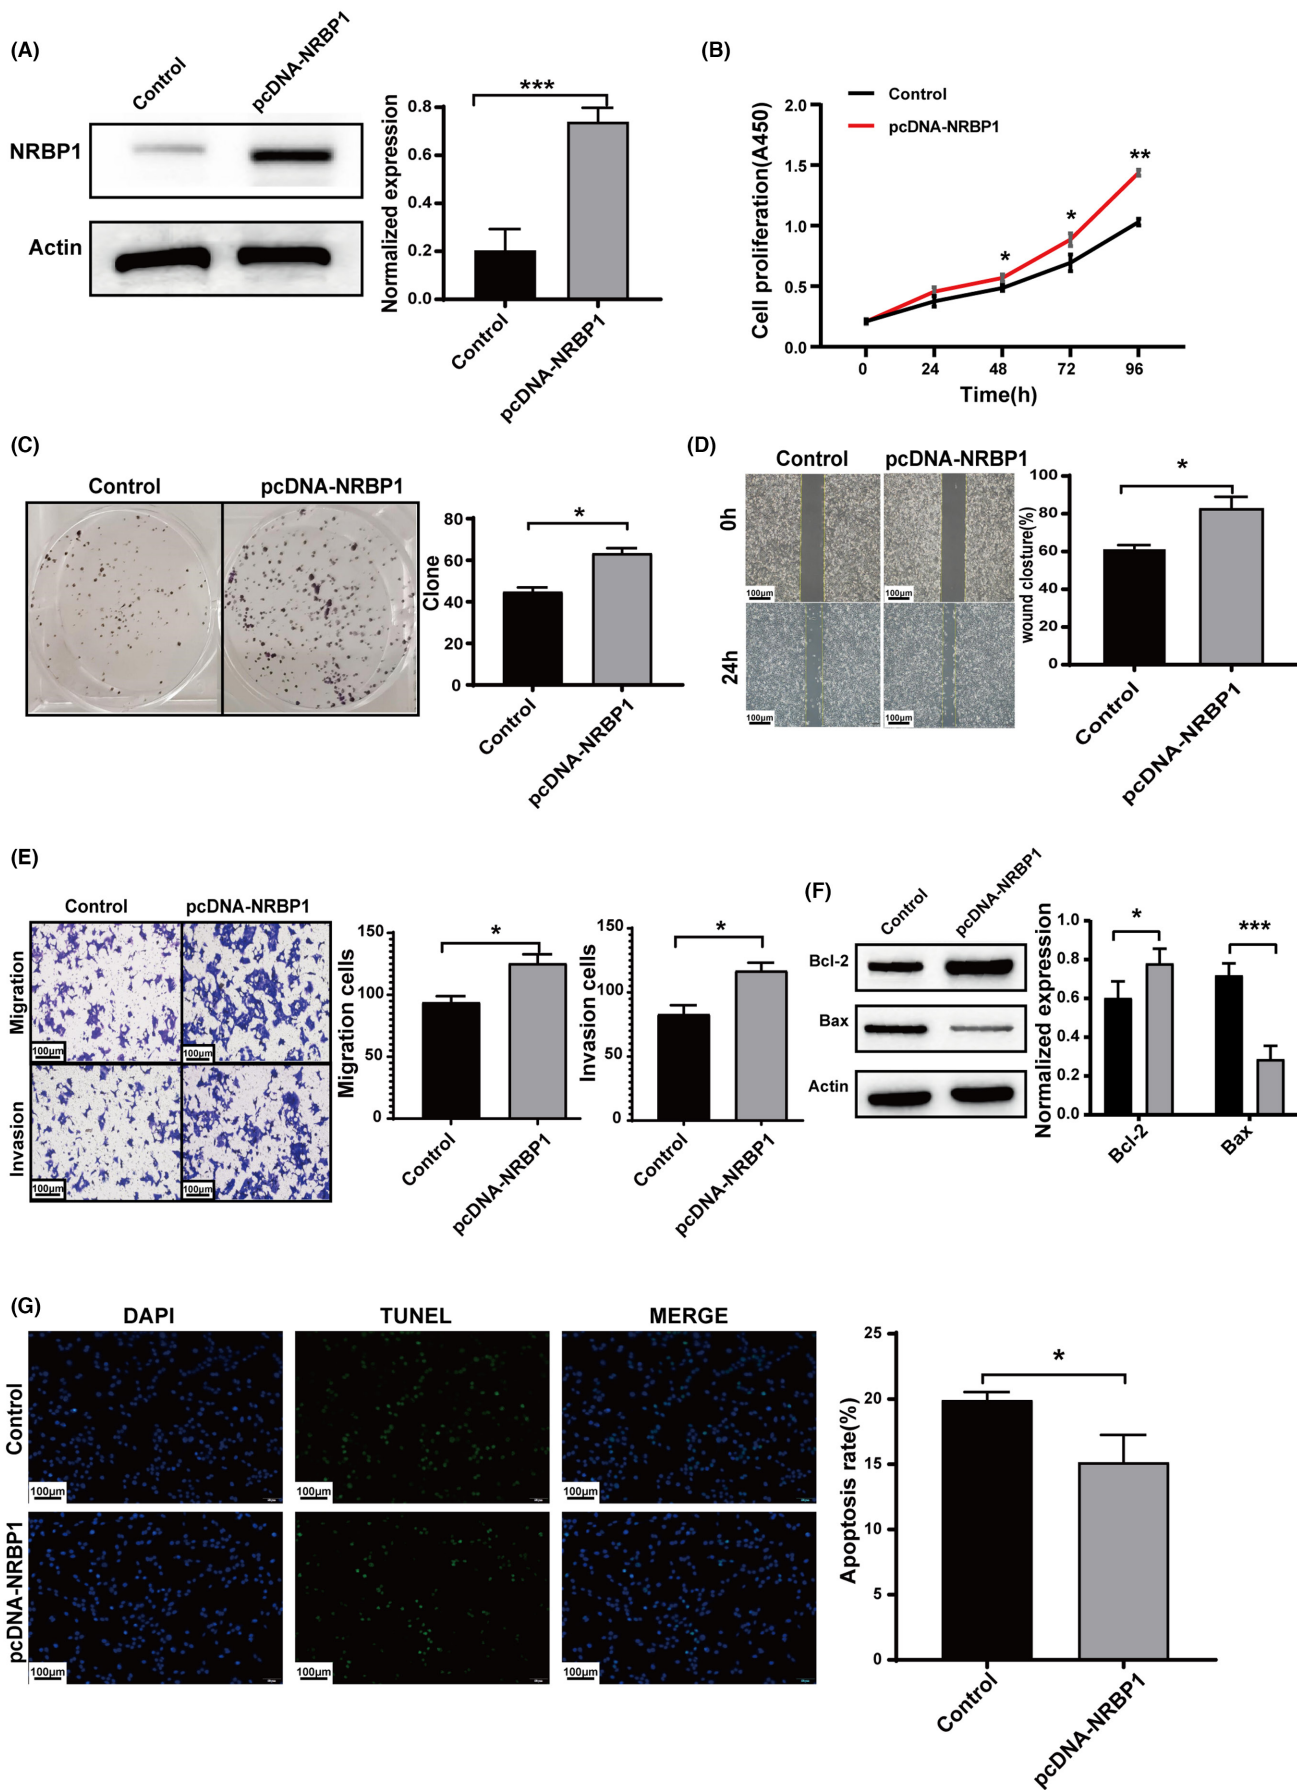 (A)
Control
pcDNA-NRBP1
NRBP1
Actin
Normalized expression
0.8
0.6
0.4
0.2
0.0
***
Control
pcDNA-NRBP1
(B)
Control
pcDNA-NRBP1
Cell proliferation(A450)
2.0
1.5
1.0
0.5
0.0
*
*
**
0 24 48 72 96
Time(h)
(C)
Control pcDNA-NRBP1
Clone
80
60
40
20
0
*
Control
pcDNA-NRBP1
(D)
Control pcDNA-NRBP1
0h
100μm 100μm
24h
100μm 100μm
wound closture(%)
100
80
60
40
20
0
*
Control
pcDNA-NRBP1
(E)
Control pcDNA-NRBP1
Migration
100μm 100μm
Invasion
100μm 100μm
Migration cells
150
100
50
0
*
Control
pcDNA-NRBP1
Invasion cells
150
100
50
0
*
Control
pcDNA-NRBP1
(F)
Control
pcDNA-NRBP1
Bcl-2
Bax
Actin
Normalized expression
1.0
0.8
0.6
0.4
0.2
0.0
*
***
Bcl-2
Bax
(G)
DAPI TUNEL MERGE
Control
100μm 100μm 100μm
pcDNA-NRBP1
100μm 100μm 100μm
Apoptosis rate(%)
25
20
15
10
5
0
*
Control
pcDNA-NRBP1